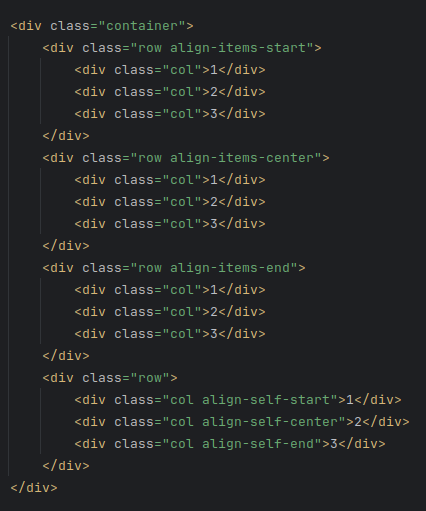 <div class="container">
    <div class="row align-items-start">
        <div class="col">1</div>
        <div class="col">2</div>
        <div class="col">3</div>
    </div>
    <div class="row align-items-center">
        <div class="col">1</div>
        <div class="col">2</div>
        <div class="col">3</div>
    </div>
    <div class="row align-items-end">
        <div class="col">1</div>
        <div class="col">2</div>
        <div class="col">3</div>
    </div>
    <div class="row">
        <div class="col align-self-start">1</div>
        <div class="col align-self-center">2</div>
        <div class="col align-self-end">3</div>
    </div>
</div>